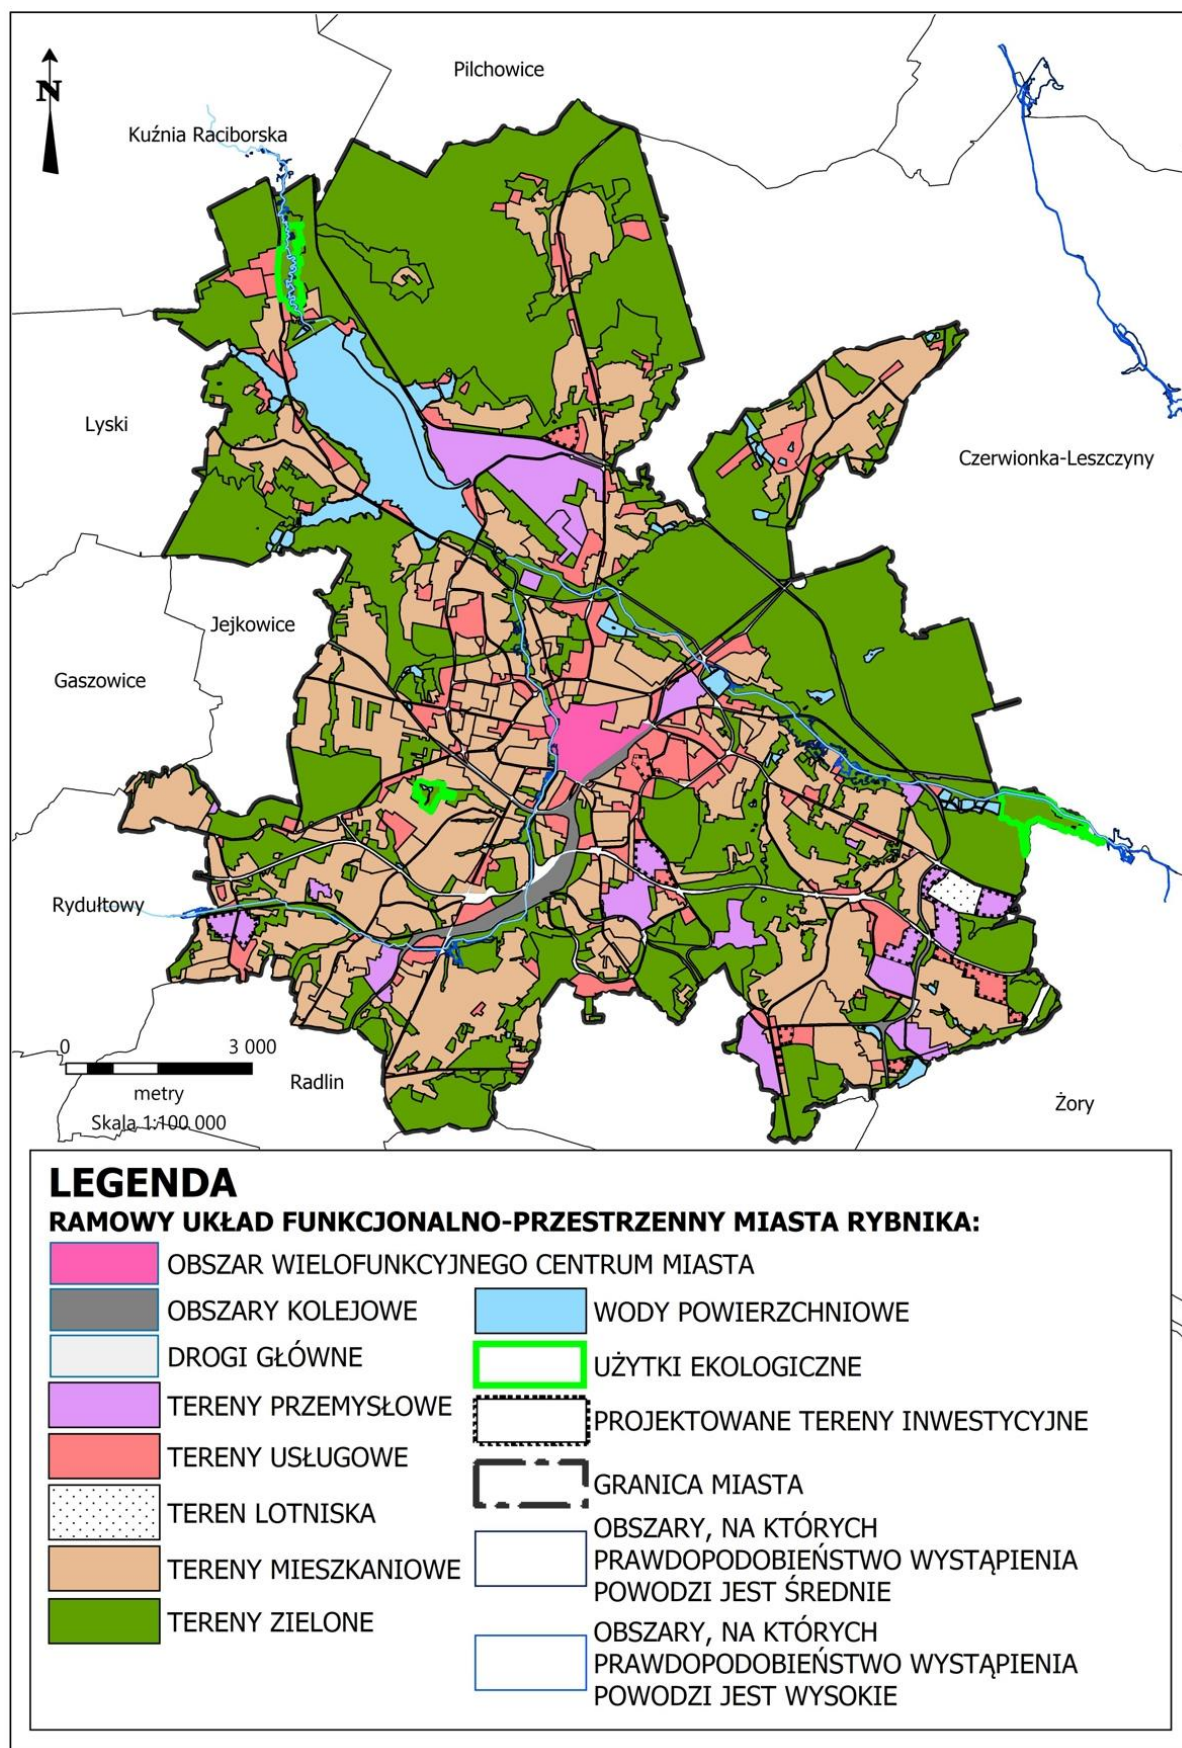 Pilchowice
N
Kuźnia Raciborska
Lyski
Czerwionka-Leszczyny
Jejkowice
Gaszowice
Rydułtowy
0 3 000
metry
Skala 1:100 000
Radlin
Żory
LEGENDA
RAMOWY UKŁAD FUNKCJONALNO-PRZESTRZENNY MIASTA RYBNIKA:
OBSZAR WIELOFUNKCYJNEGO CENTRUM MIASTA
OBSZARY KOLEJOWE
DROGI GŁÓWNE
TERENY PRZEMYSŁOWE
TERENY USŁUGOWE
TEREN LOTNISKA
TERENY MIESZKANIOWE
TERENY ZIELONE
WODY POWIERZCHNIOWE
UŻYTKI EKOLOGICZNE
PROJEKTOWANE TERENY INWESTYCYJNE
GRANICA MIASTA
OBSZARY, NA KTÓRYCH
PRAWDOPODOBIEŃSTWO WYSTĄPIENIA
POWODZI JEST ŚREDNIE
OBSZARY, NA KTÓRYCH
PRAWDOPODOBIEŃSTWO WYSTĄPIENIA
POWODZI JEST WYSOKIE